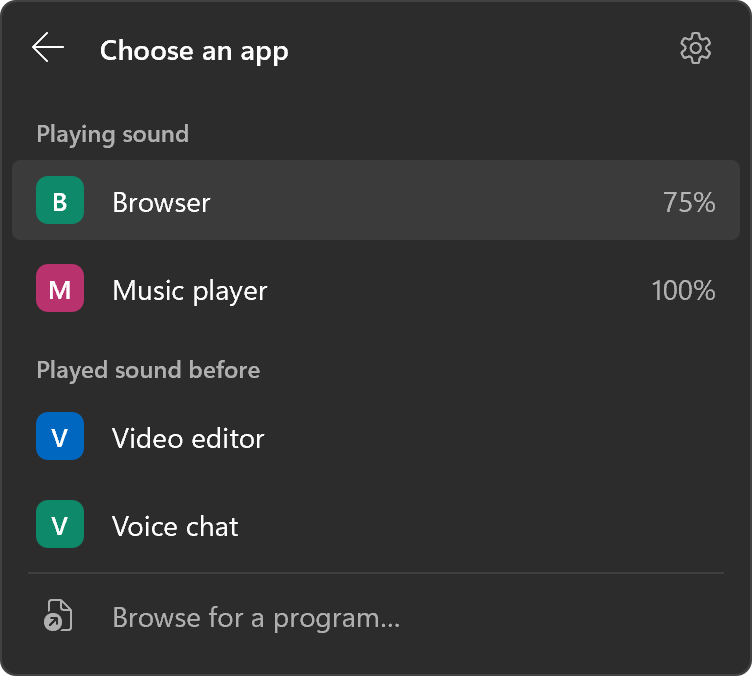 Choose an app
Playing sound
B Browser 75%
M Music player 100%
Played sound before
V Video editor
V Voice chat
Browse for a program...